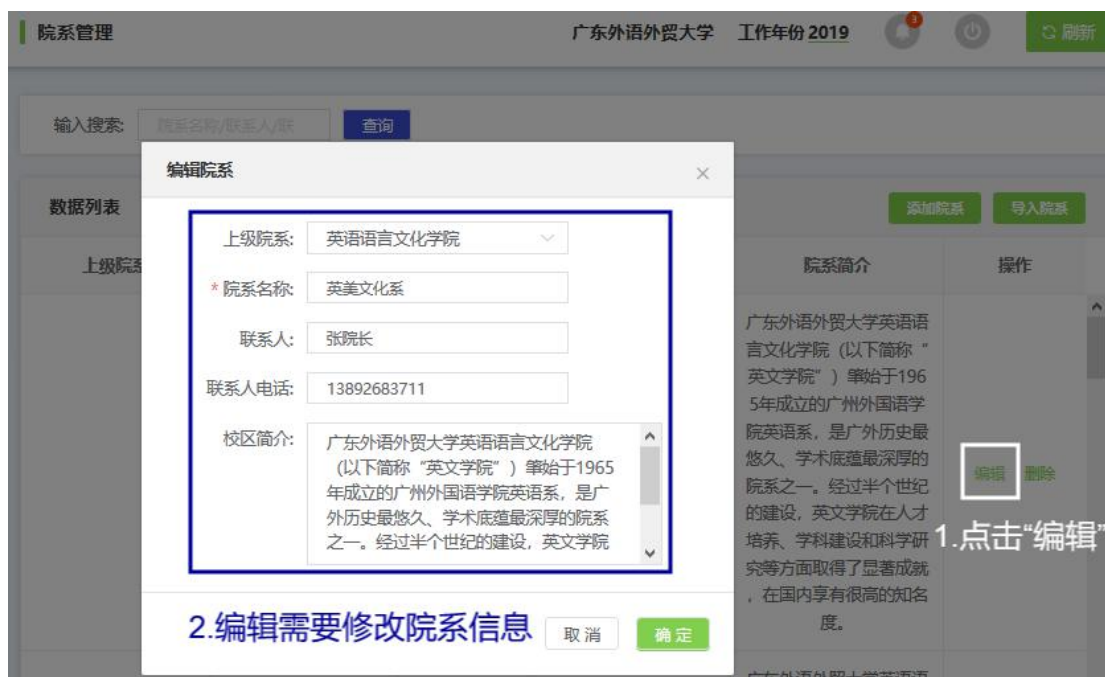 院系管理
广东外语外贸大学 工作年份 2019
3
刷新
输入搜索: 院系名称/联系人/联
查询
编辑院系
数据列表
添加院系
导入院系
上级院系
院系简介
操作
上级院系: 英语语言文化学院
* 院系名称: 英美文化系
联系人: 张院长
联系人电话: 13892683711
校区简介: 广东外语外贸大学英语语言文化学院
（以下简称“英文学院”）肇始于1965
年成立的广州外国语学院英语系，是广
外历史最悠久、学术底蕴最深厚的院系
之一。经过半个世纪的建设，英文学院
广东外语外贸大学英语语
言文化学院（以下简称“
英文学院”）肇始于196
5年成立的广州外国语学
院英语系，是广外历史最
悠久、学术底蕴最深厚的
院系之一。经过半个世纪
的建设，英文学院在人才
培养、学科建设和科学研
究等方面取得了显著成就
，在国内享有很高的知名
度。
编辑 删除
1.点击“编辑”
2.编辑需要修改院系信息
取消
确定
广东外语外贸大学英语语